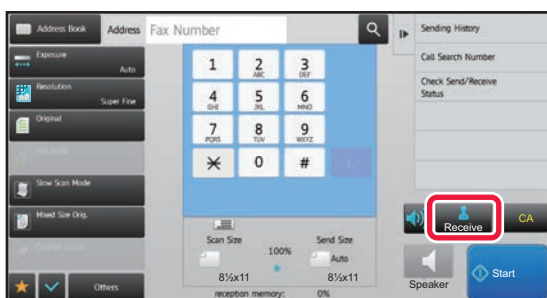 Address Book
Address
Fax Number
Sending History
Call Search Number
Check Send/Receive
Status
Exposure
Auto
Resolution
Super Fine
Original
Slow Scan Mode
Mixed Size Orig.
Others
1
2
ABC
3
DEF
4
GHI
5
JKL
6
MNO
7
PQRS
8
TUV
9
WXYZ
0
#
C
Scan Size
100%
Send Size
Auto
8½x11
8½x11
reception memory:
0%
Receive
CA
Speaker
Start